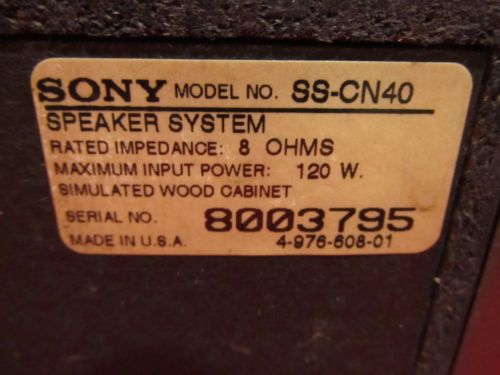 SONY MODEL NO. SS-CN40
SPEAKER SYSTEM
RATED IMPEDANCE: 8 OHMS
MAXIMUM INPUT POWER: 120 W.
SIMULATED WOOD CABINET
SERIAL NO. 8003795
MADE IN U.S.A. 4-976-608-01